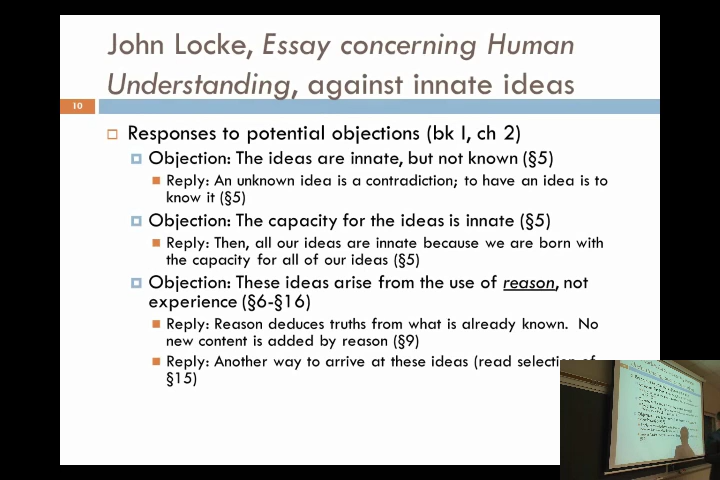 John Locke, Essay concerning Human
Understanding, against innate ideas
10
Responses to potential objections (bk I, ch 2)
Objection: The ideas are innate, but not known (§5)
Reply: An unknown idea is a contradiction; to have an idea is to
know it (§5)
Objection: The capacity for the ideas is innate (§5)
Reply: Then, all our ideas are innate because we are born with
the capacity for all of our ideas (§5)
Objection: These ideas arise from the use of reason, not
experience (§6-§16)
Reply: Reason deduces truths from what is already known. No
new content is added by reason (§9)
Reply: Another way to arrive at these ideas (read selection of
§15)